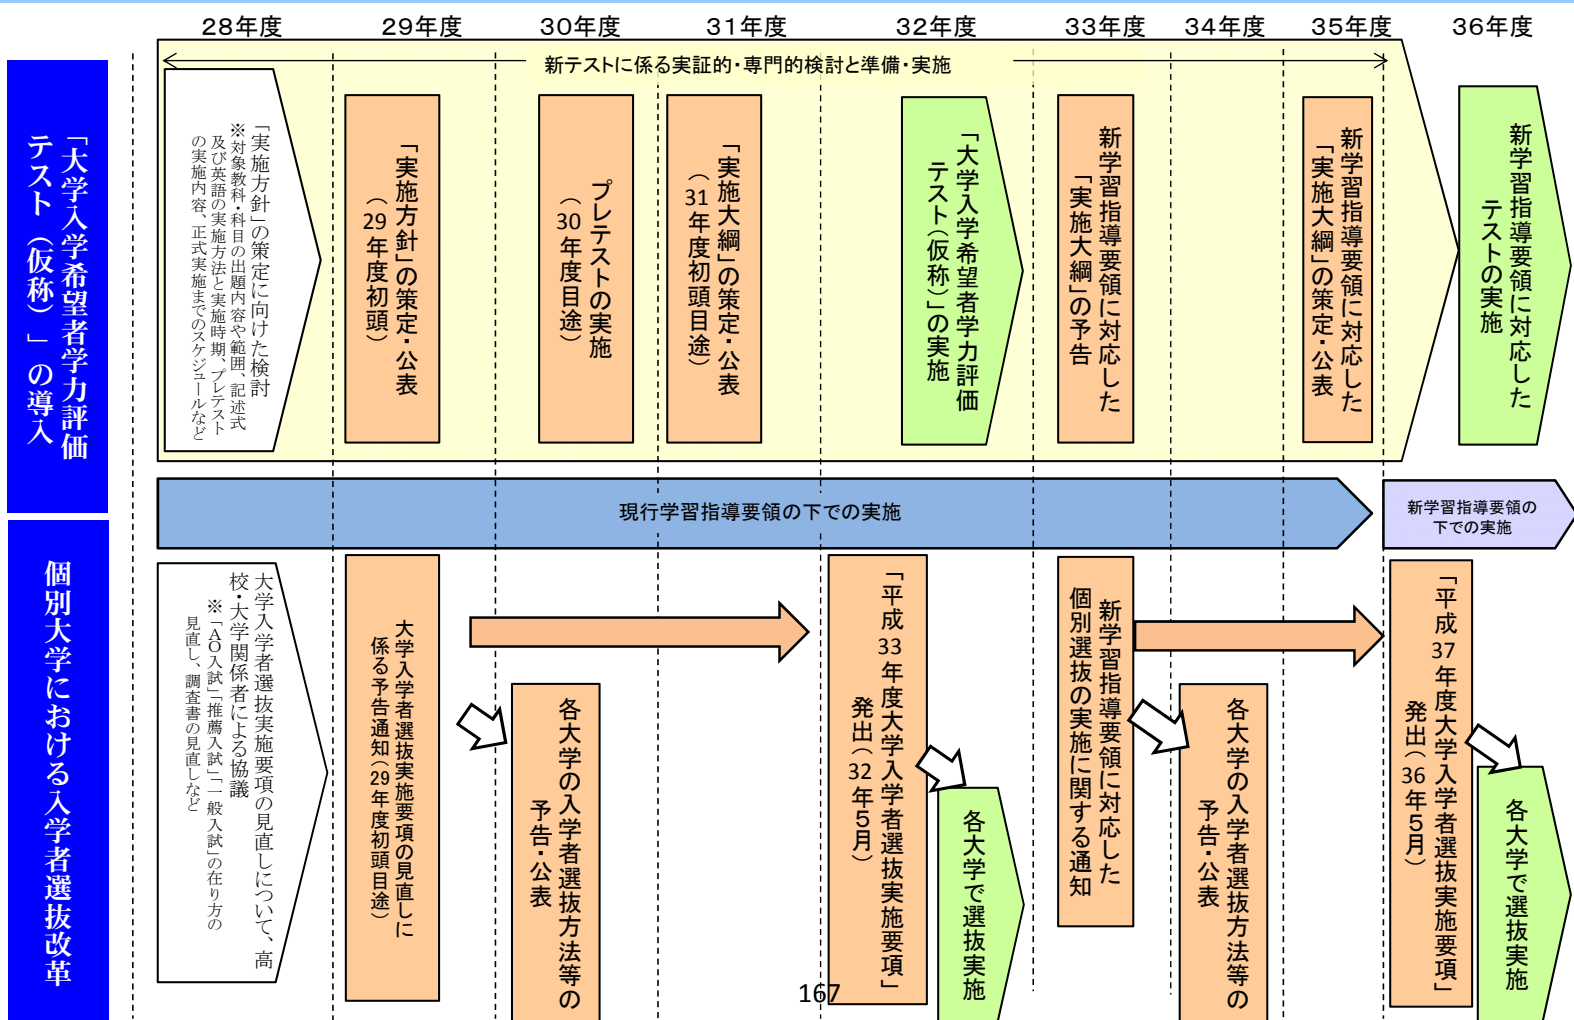 28年度
29年度
30年度
31年度
32年度
33年度
34年度
35年度
36年度
「大学入学希望者学力評価
テスト（仮称）」の導入
新テストに係る実証的・専門的検討と準備・実施
「実施方針」の策定に向けた検討
※対象教科・科目の出題内容や範囲、記述式
及び英語の実施方法と実施時期、プレテスト
の実施内容、正式実施までのスケジュールなど
「実施方針」の策定・公表
（29年度初頭）
プレテストの実施
（30年度目途）
「実施大綱」の策定・公表
（31年度初頭目途）
「大学入学希望者学力評価
テスト（仮称）」の実施
新学習指導要領に対応した
「実施大綱」の予告
新学習指導要領に対応した
「実施大綱」の策定・公表
新学習指導要領に対応した
テストの実施
現行学習指導要領の下での実施
新学習指導要領の
下での実施
個別大学における入学者選抜改革
大学入学者選抜実施要項の見直しについて、高
校・大学関係者による協議
※「AO入試」「推薦入試」「一般入試」の在り方の
見直し、調査書の見直しなど
大学入学者選抜実施要項の見直しに
係る予告通知（29年度初頭目途）
各大学の入学者選抜方法等の
予告・公表
「平成33年度大学入学者選抜実施要項」
発出（32年5月）
各大学で選抜実施
新学習指導要領に対応した
個別選抜の実施に関する通知
各大学の入学者選抜方法等の
予告・公表
「平成37年度大学入学者選抜実施要項」
発出（36年5月）
各大学で選抜実施
167